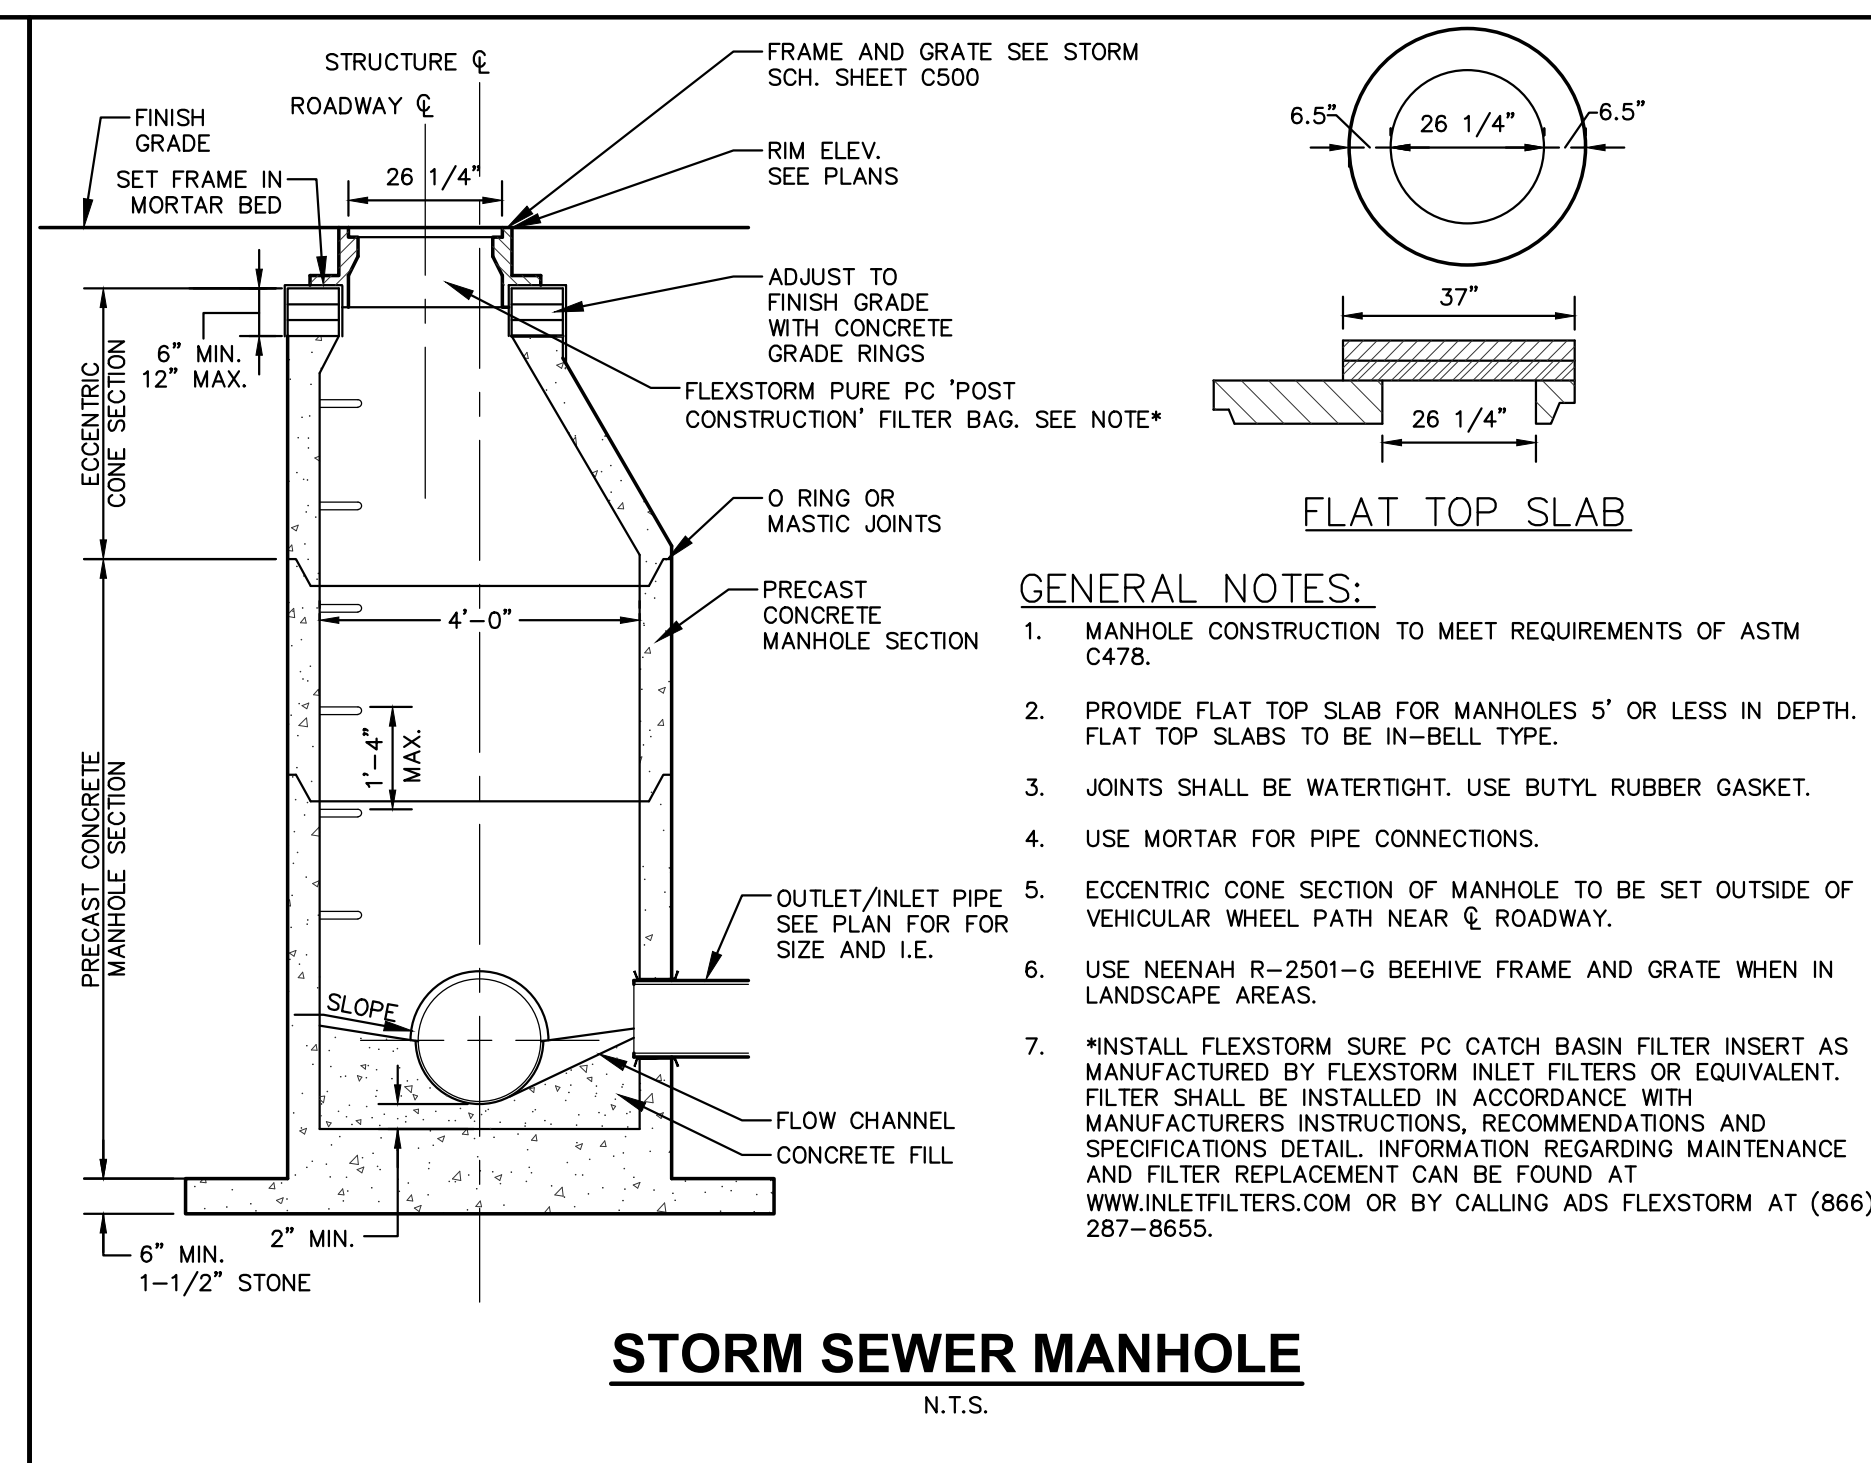 STRUCTURE ℄
ROADWAY ℄
FINISH
GRADE
SET FRAME IN
MORTAR BED
26 1/4"
FRAME AND GRATE SEE STORM
SCH. SHEET C500
RIM ELEV.
SEE PLANS
ADJUST TO
FINISH GRADE
WITH CONCRETE
GRADE RINGS
6" MIN.
12" MAX.
ECCENTRIC
CONE SECTION
FLEXSTORM PURE PC 'POST
CONSTRUCTION' FILTER BAG. SEE NOTE*
O RING OR
MASTIC JOINTS
PRECAST
CONCRETE
MANHOLE SECTION
4'-0"
1'-4"
MAX.
PRECAST CONCRETE
MANHOLE SECTION
OUTLET/INLET PIPE
SEE PLAN FOR FOR
SIZE AND I.E.
SLOPE
FLOW CHANNEL
CONCRETE FILL
2" MIN.
6" MIN.
1-1/2" STONE
6.5"
26 1/4"
6.5"
37"
26 1/4"
FLAT TOP SLAB
GENERAL NOTES:
1. MANHOLE CONSTRUCTION TO MEET REQUIREMENTS OF ASTM
C478.
2. PROVIDE FLAT TOP SLAB FOR MANHOLES 5' OR LESS IN DEPTH.
FLAT TOP SLABS TO BE IN-BELL TYPE.
3. JOINTS SHALL BE WATERTIGHT. USE BUTYL RUBBER GASKET.
4. USE MORTAR FOR PIPE CONNECTIONS.
5. ECCENTRIC CONE SECTION OF MANHOLE TO BE SET OUTSIDE OF
VEHICULAR WHEEL PATH NEAR ℄ ROADWAY.
6. USE NEENAH R-2501-G BEEHIVE FRAME AND GRATE WHEN IN
LANDSCAPE AREAS.
7. *INSTALL FLEXSTORM SURE PC CATCH BASIN FILTER INSERT AS
MANUFACTURED BY FLEXSTORM INLET FILTERS OR EQUIVALENT.
FILTER SHALL BE INSTALLED IN ACCORDANCE WITH
MANUFACTURERS INSTRUCTIONS, RECOMMENDATIONS AND
SPECIFICATIONS DETAIL. INFORMATION REGARDING MAINTENANCE
AND FILTER REPLACEMENT CAN BE FOUND AT
WWW.INLETFILTERS.COM OR BY CALLING ADS FLEXSTORM AT (866)
287-8655.
STORM SEWER MANHOLE
N.T.S.